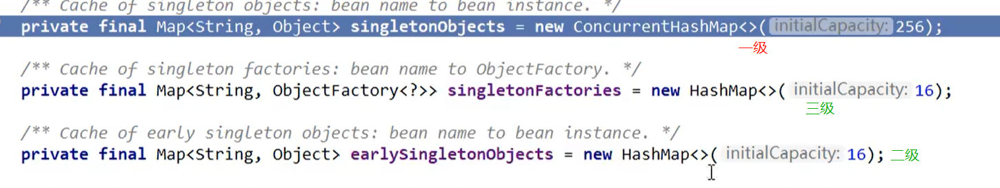 /** Cache of singleton objects: bean name to bean instance. */
private final Map<String, Object> singletonObjects = new ConcurrentHashMap<>( initialCapacity: 256);
一级
/** Cache of singleton factories: bean name to ObjectFactory. */
private final Map<String, ObjectFactory<?>> singletonFactories = new HashMap<>( initialCapacity: 16);
三级
/** Cache of early singleton objects: bean name to bean instance. */
private final Map<String, Object> earlySingletonObjects = new HashMap<>( initialCapacity: 16); 二级